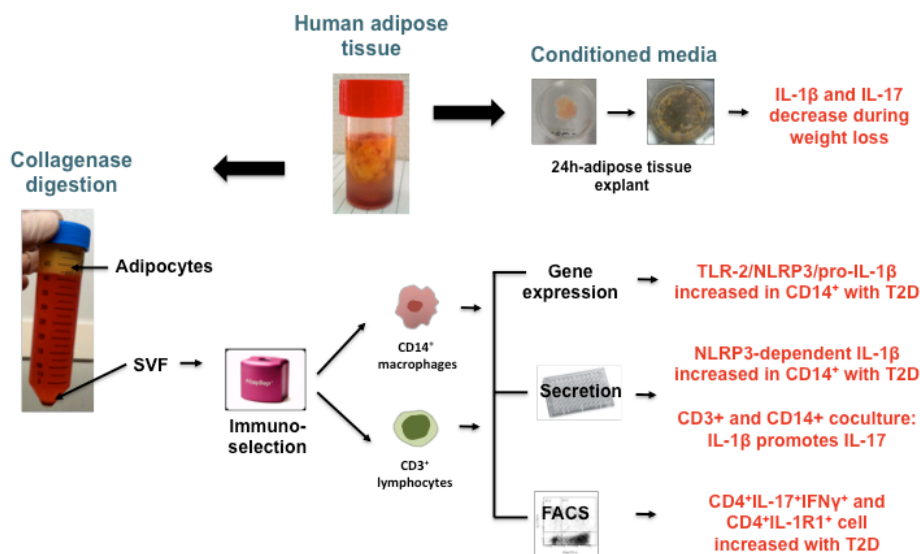 Human adipose
tissue
Conditioned media
IL-1β and IL-17
decrease during
weight loss
24h-adipose tissue
explant
Collagenase
digestion
Adipocytes
SVF
Immuno-
selection
CD14⁺
macrophages
CD3⁺
lymphocytes
Gene
expression
TLR-2/NLRP3/pro-IL-1β
increased in CD14⁺ with T2D
Secretion
NLRP3-dependent IL-1β
increased in CD14⁺ with T2D
CD3+ and CD14+ coculture:
IL-1β promotes IL-17
FACS
CD4⁺IL-17⁺IFNγ⁺ and
CD4⁺IL-1R1⁺ cell
increased with T2D